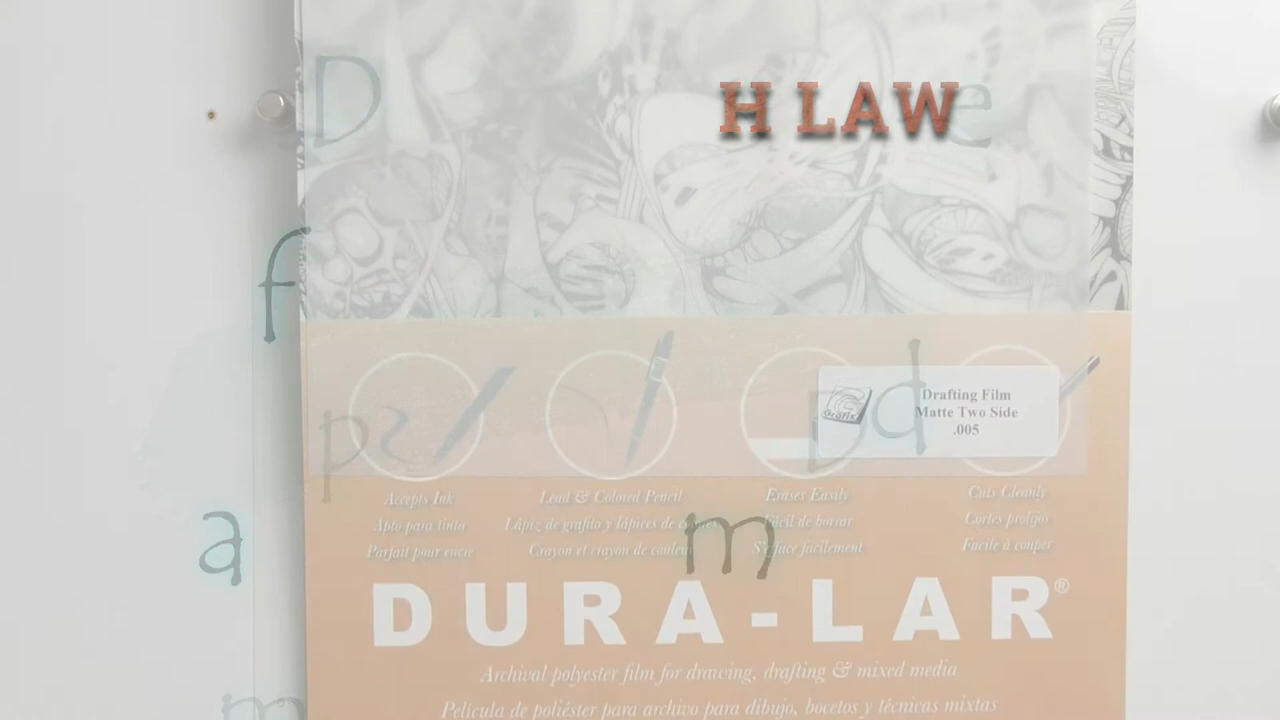 H LAW
D
e
f
Grafix
Drafting Film
Matte Two Side
.005
p
d
Accepts Ink
Lead & Colored Pencil
Erases Easily
Cuts Cleanly
Apto para tinta
Lápiz de grafito y lápices de colores
Fácil de borrar
Cortes prolijos
Parfait pour encre
Crayon et crayon de couleur
S'efface facilement
Facile à couper
a
m
DURA-LAR®
Archival polyester film for drawing, drafting & mixed media
Película de poliéster para archivo para dibujo, bocetos y técnicas mixtas
m